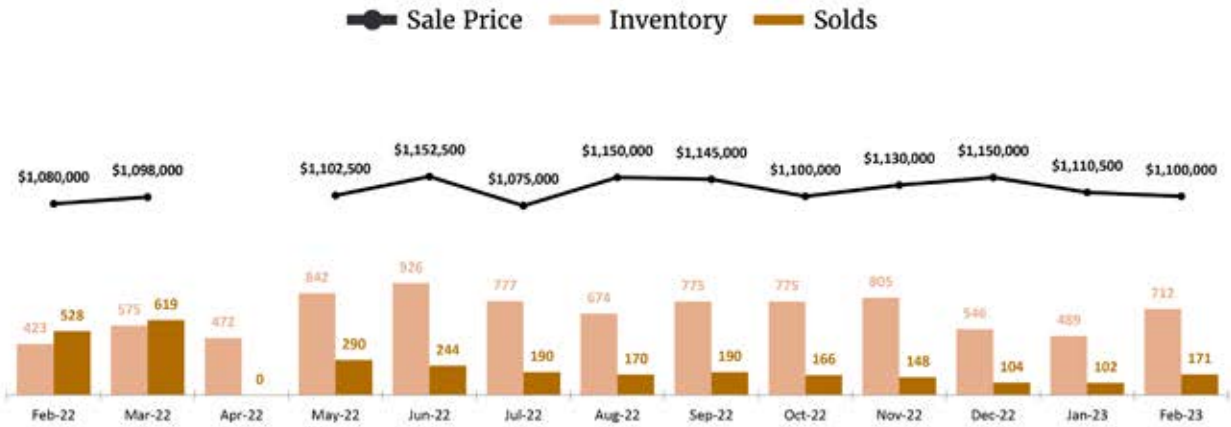 Sale Price Inventory Solds
$1,080,000 $1,098,000 $1,102,500 $1,152,500 $1,075,000 $1,150,000 $1,145,000 $1,100,000 $1,130,000 $1,150,000 $1,110,500 $1,100,000
423 528 575 619 472 0 842 290 926 244 777 190 674 170 775 190 775 166 805 148 546 104 489 102 712 171
Feb-22 Mar-22 Apr-22 May-22 Jun-22 Jul-22 Aug-22 Sep-22 Oct-22 Nov-22 Dec-22 Jan-23 Feb-23